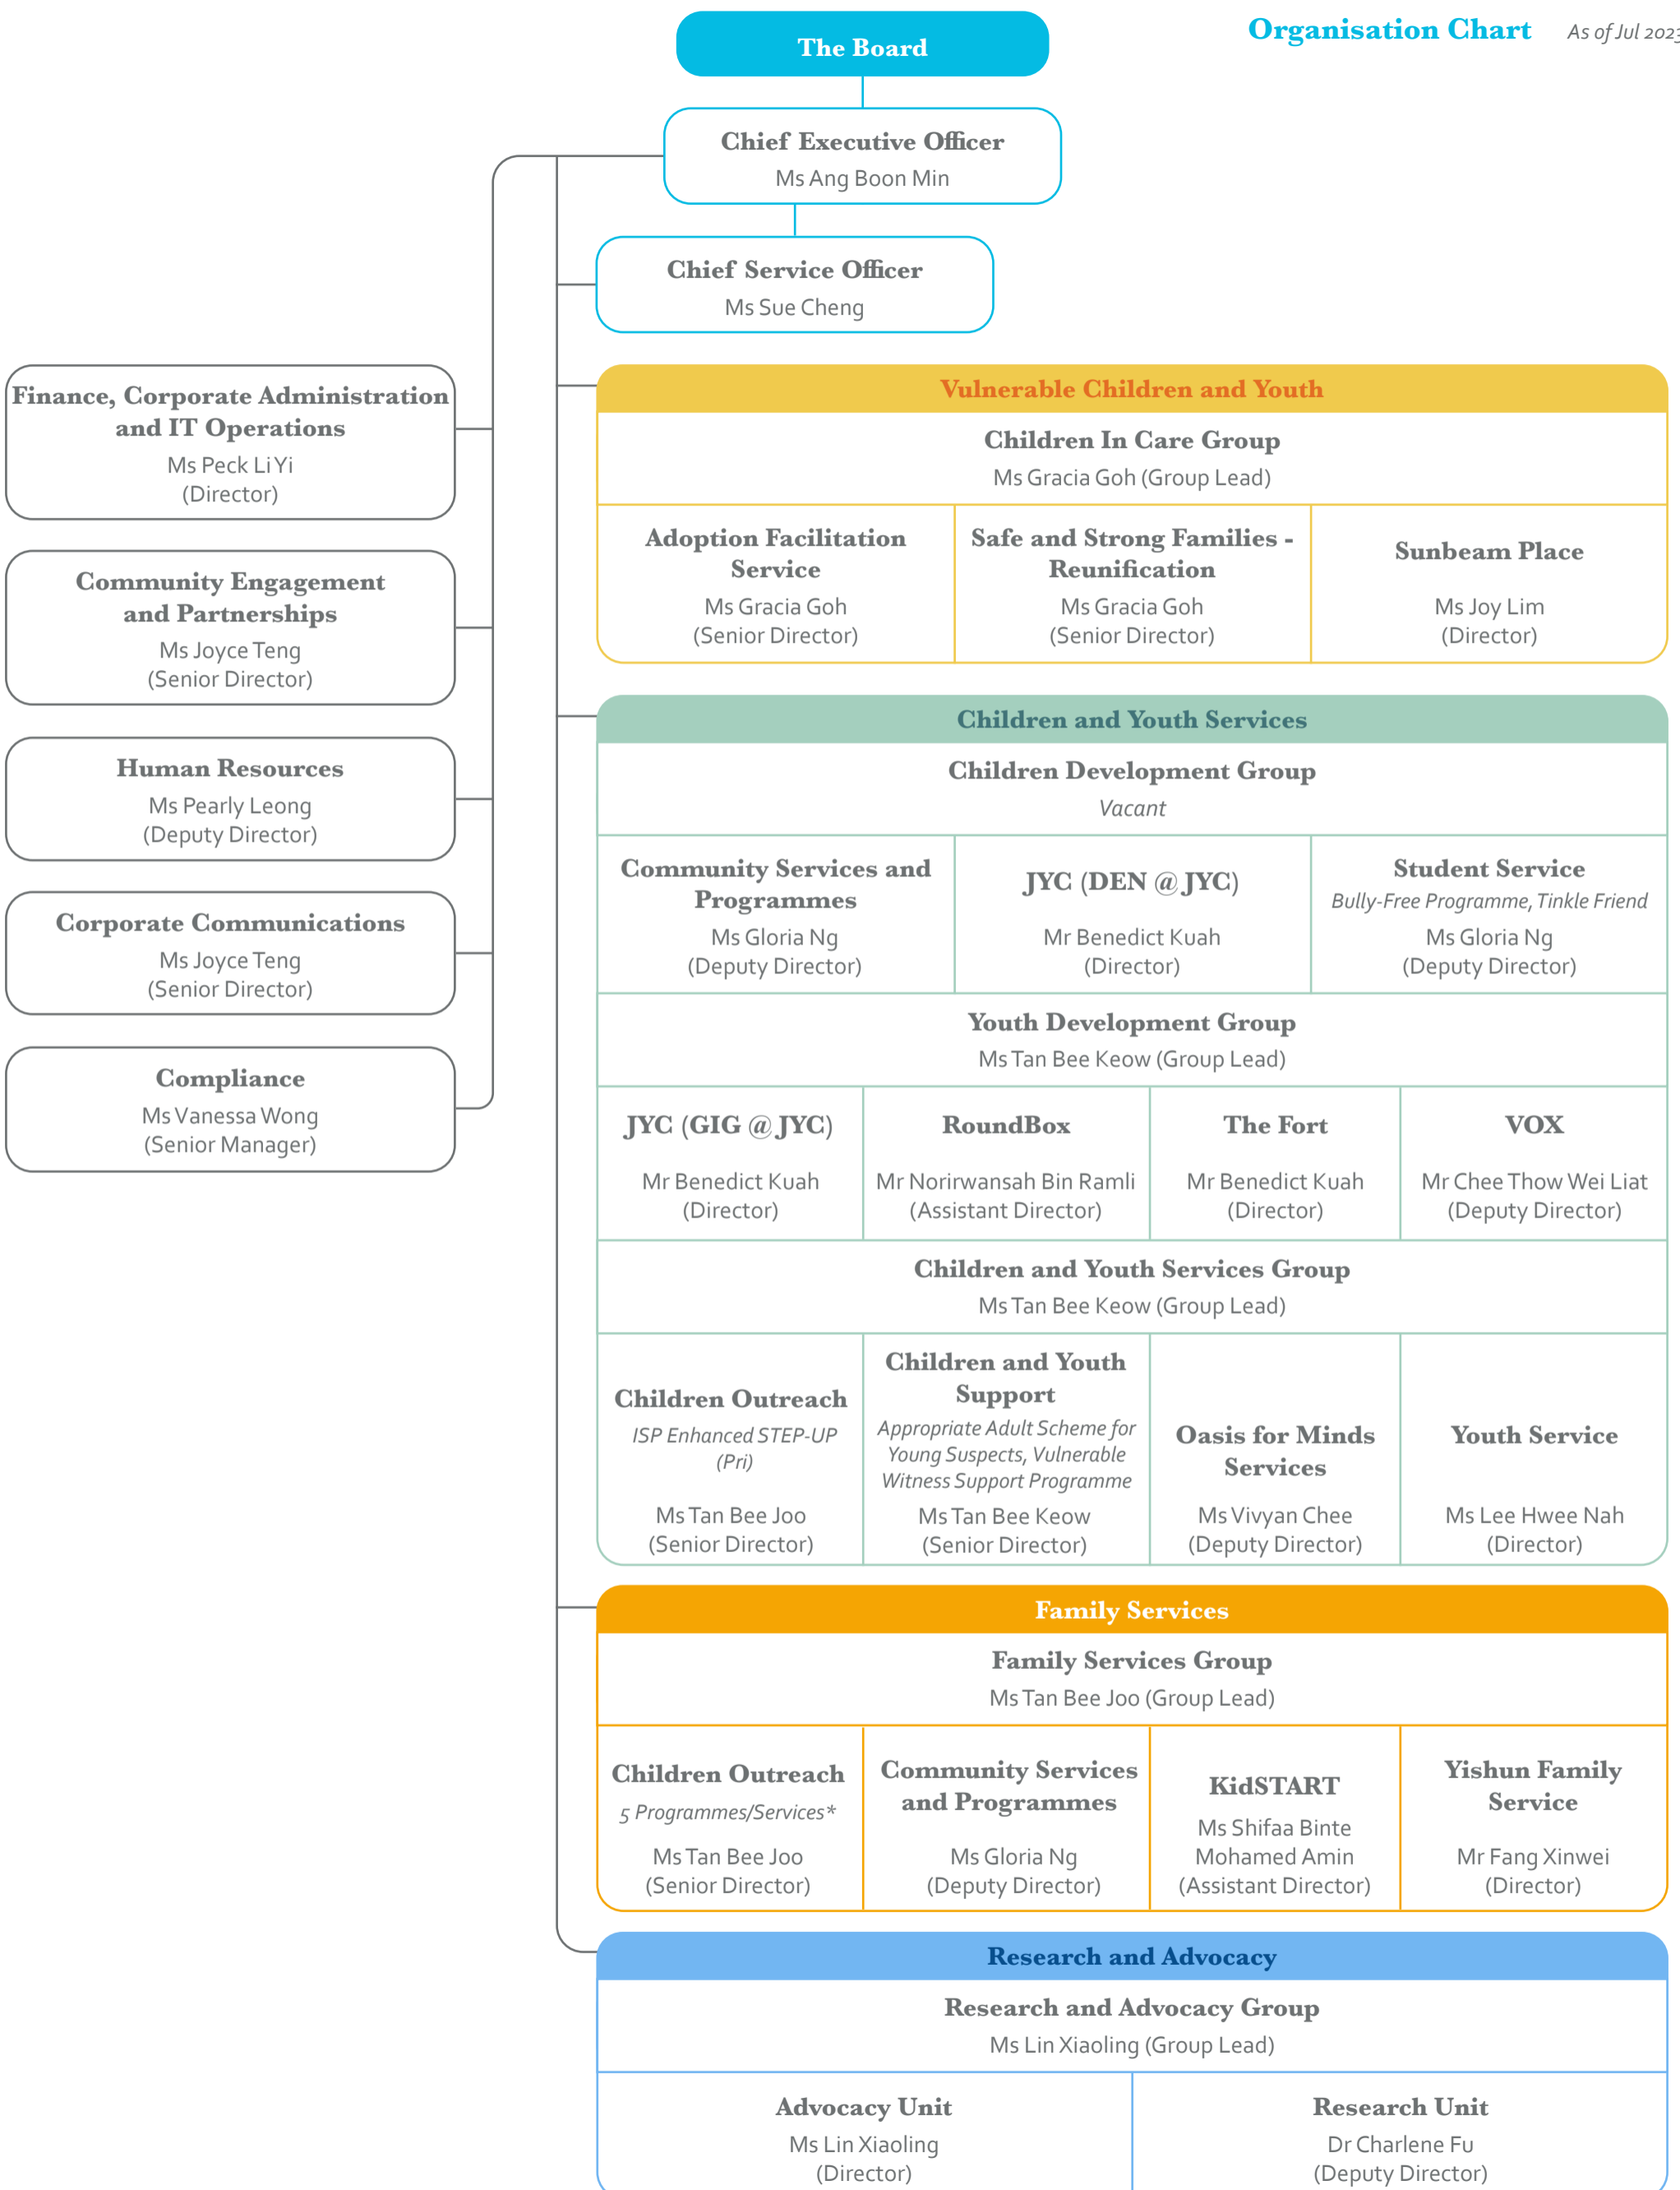 Organisation Chart As of Jul 2023
The Board
Chief Executive Officer
Ms Ang Boon Min
Chief Service Officer
Ms Sue Cheng
Finance, Corporate Administration
and IT Operations
Ms Peck Li Yi
(Director)
Community Engagement
and Partnerships
Ms Joyce Teng
(Senior Director)
Human Resources
Ms Pearly Leong
(Deputy Director)
Corporate Communications
Ms Joyce Teng
(Senior Director)
Compliance
Ms Vanessa Wong
(Senior Manager)
Vulnerable Children and Youth
Children In Care Group
Ms Gracia Goh (Group Lead)
Adoption Facilitation
Service
Ms Gracia Goh
(Senior Director)
Safe and Strong Families -
Reunification
Ms Gracia Goh
(Senior Director)
Sunbeam Place
Ms Joy Lim
(Director)
Children and Youth Services
Children Development Group
Vacant
Community Services and
Programmes
Ms Gloria Ng
(Deputy Director)
JYC (DEN @ JYC)
Mr Benedict Kuah
(Director)
Student Service
Bully-Free Programme, Tinkle Friend
Ms Gloria Ng
(Deputy Director)
Youth Development Group
Ms Tan Bee Keow (Group Lead)
JYC (GIG @ JYC)
Mr Benedict Kuah
(Director)
RoundBox
Mr Norirwansah Bin Ramli
(Assistant Director)
The Fort
Mr Benedict Kuah
(Director)
VOX
Mr Chee Thow Wei Liat
(Deputy Director)
Children and Youth Services Group
Ms Tan Bee Keow (Group Lead)
Children Outreach
ISP Enhanced STEP-UP
(Pri)
Ms Tan Bee Joo
(Senior Director)
Children and Youth
Support
Appropriate Adult Scheme for
Young Suspects, Vulnerable
Witness Support Programme
Ms Tan Bee Keow
(Senior Director)
Oasis for Minds
Services
Ms Vivyan Chee
(Deputy Director)
Youth Service
Ms Lee Hwee Nah
(Director)
Family Services
Family Services Group
Ms Tan Bee Joo (Group Lead)
Children Outreach
5 Programmes/Services*
Ms Tan Bee Joo
(Senior Director)
Community Services
and Programmes
Ms Gloria Ng
(Deputy Director)
KidSTART
Ms Shifaa Binte
Mohamed Amin
(Assistant Director)
Yishun Family
Service
Mr Fang Xinwei
(Director)
Research and Advocacy
Research and Advocacy Group
Ms Lin Xiaoling (Group Lead)
Advocacy Unit
Ms Lin Xiaoling
(Director)
Research Unit
Dr Charlene Fu
(Deputy Director)